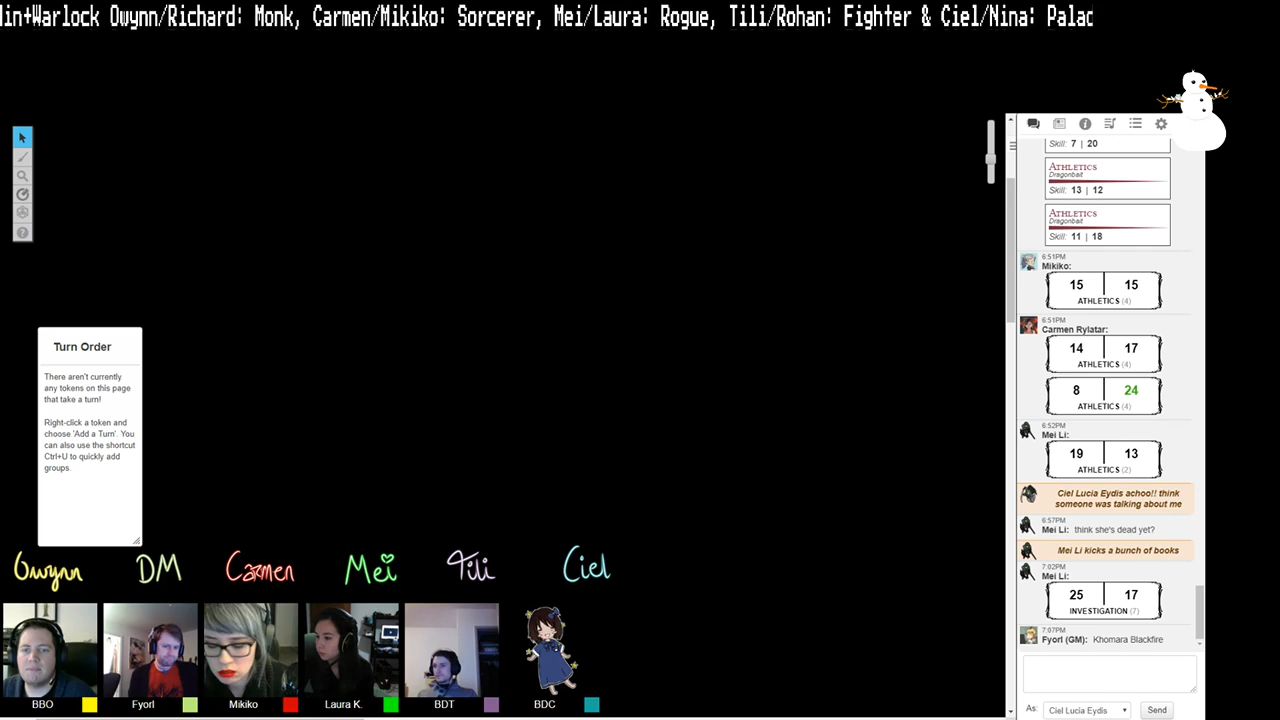 lin+Warlock Owynn/Richard: Monk, Carmen/Mikiko: Sorcerer, Mei/Laura: Rogue, Tili/Rohan: Fighter & Ciel/Nina: Palad
Skill: 7 | 20
ATHLETICS
Dragonbait
Skill: 13 | 12
ATHLETICS
Dragonbait
Skill: 11 | 18
6:51PM
Mikiko:
15 15
ATHLETICS (4)
6:51PM
Carmen Rylatar:
14 17
ATHLETICS (4)
8 24
ATHLETICS (4)
6:52PM
Mei Li:
19 13
ATHLETICS (2)
Ciel Lucia Eydis achoo!! think
someone was talking about me
6:57PM
Mei Li: think she's dead yet?
Mei Li kicks a bunch of books
7:02PM
Mei Li:
25 17
INVESTIGATION (7)
7:07PM
Fyorl (GM): Khomara Blackfire
As: Ciel Lucia Eydis Send
Turn Order
There aren't currently
any tokens on this page
that take a turn!
Right-click a token and
choose 'Add a Turn'. You
can also use the shortcut
Ctrl+U to quickly add
groups.
Owynn DM Carmen Mei Tili Ciel
BBO Fyorl Mikiko Laura K. BDT BDC